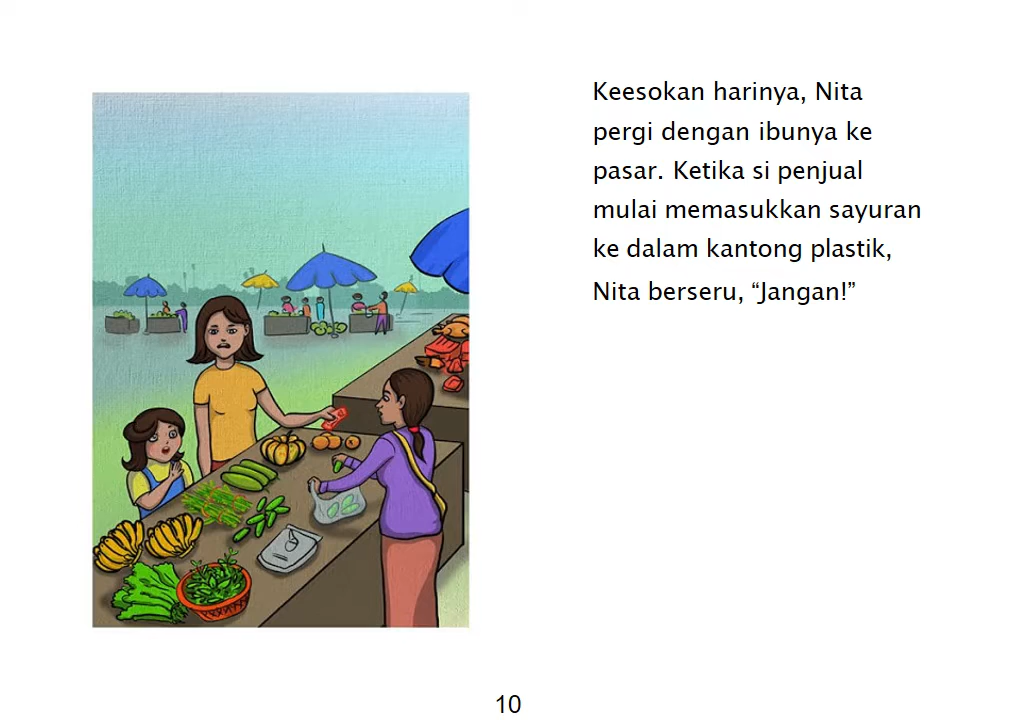 Keesokan harinya, Nita
pergi dengan ibunya ke
pasar. Ketika si penjual
mulai memasukkan sayuran
ke dalam kantong plastik,
Nita berseru, “Jangan!”
10